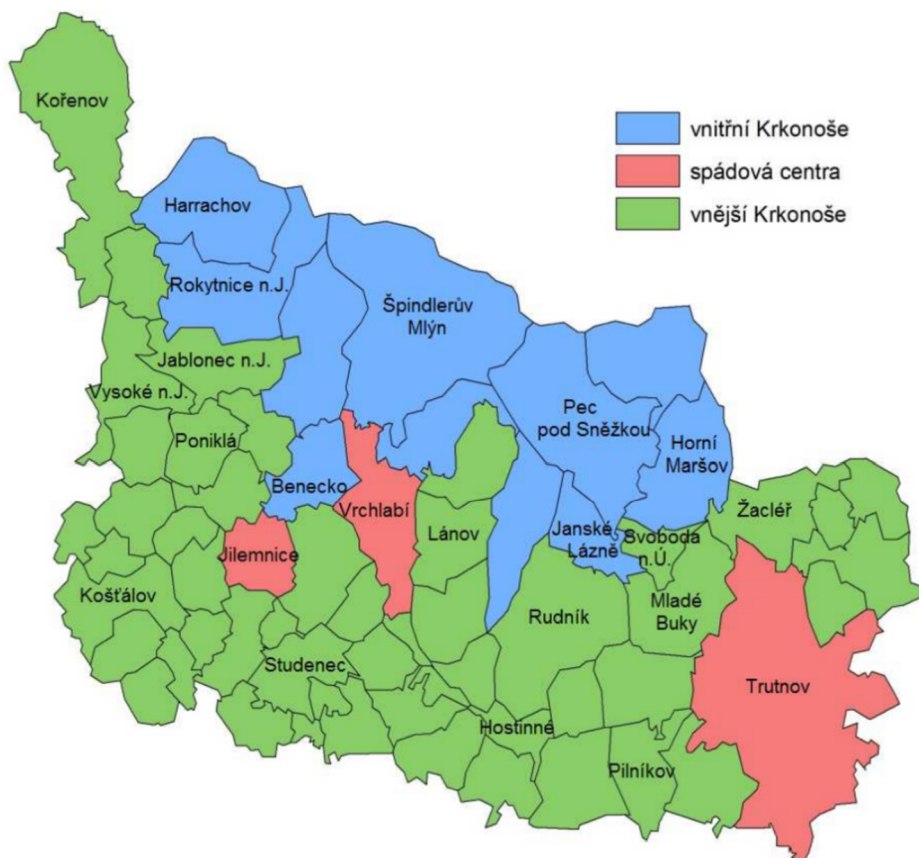 Kořenov
vnitřní Krkonoše
spádová centra
vnější Krkonoše
Harrachov
Rokytnice n.J.
Špindlerův
Mlýn
Jablonec n.J.
Vysoké n.J.
Poniklá
Pec
pod Sněžkou
Horní
Maršov
Benecko
Vrchlabí
Lánov
Janské
Lázně
Svoboda
n.Ú.
Žacléř
Jilemnice
Košťálov
Rudník
Mladé
Buky
Studenec
Trutnov
Hostinné
Pilníkov